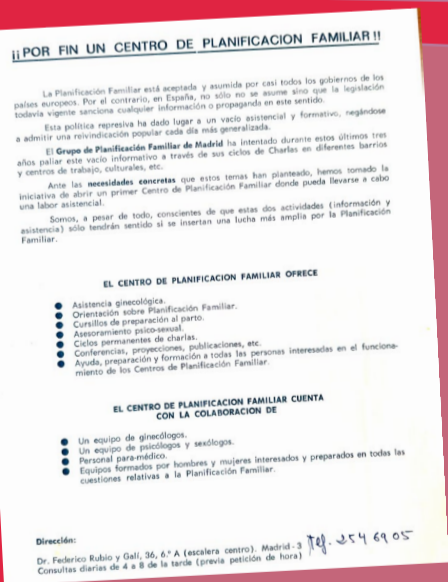 ¡¡POR FIN UN CENTRO DE PLANIFICACION FAMILIAR!!
La Planificación Familiar está aceptada y asumida por casi todos los gobiernos de los
países europeos. Por el contrario, en España, no sólo no se asume sino que la legislación
todavía vigente sanciona cualquier información o propaganda en este sentido.
Esta política represiva ha dado lugar a un vacío asistencial y formativo, negándose
a admitir una reivindicación popular cada día más generalizada.
El Grupo de Planificación Familiar de Madrid ha intentado durante estos últimos tres
años paliar este vacío informativo a través de sus ciclos de Charles en diferentes barrios
y centros de trabajo, culturales, etc.
Ante las necesidades concretas que estos temas han planteado, hemos tomado la
iniciativa de abrir un primer Centro de Planificación Familiar donde pueda llevarse a cabo
una labor asistencial.
Somos, a pesar de todo, conscientes de que estas dos actividades (información y
asistencia) sólo tendrán sentido si se insertan una lucha más amplia por la Planificación
Familiar.
EL CENTRO DE PLANIFICACION FAMILIAR OFRECE
● Asistencia ginecológica.
● Orientación sobre Planificación Familiar.
● Cursillos de preparación al parto.
● Asesoramiento psico-sexual.
● Ciclos permanentes de charlas.
● Conferencias, proyecciones, publicaciones, etc.
● Ayuda, preparación y formación a todas las personas interesadas en el funciona-
miento de los Centros de Planificación Familiar.
EL CENTRO DE PLANIFICACION FAMILIAR CUENTA
CON LA COLABORACION DE
● Un equipo de ginecólogos.
● Un equipo de psicólogos y sexólogos.
● Personal para-médico.
● Equipos formados por hombres y mujeres interesados y preparados en todas las
cuestiones relativas a la Planificación Familiar.
Dirección:
Dr. Federico Rubio y Galí, 36, 6.º A (escalera centro). Madrid-3 Tef. 254 69 05
Consultas diarias de 4 a 8 de la tarde (previa petición de hora)